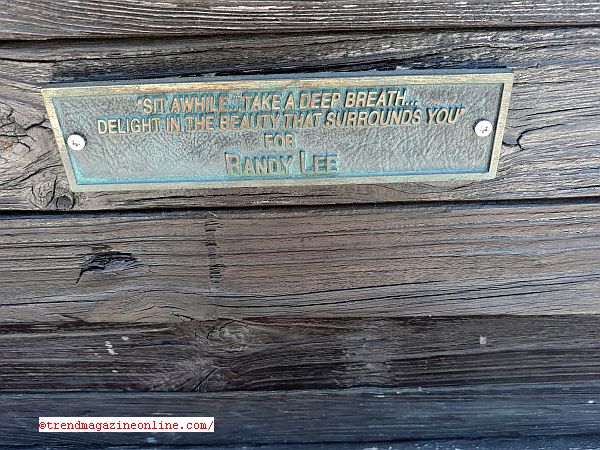 "SIT AWHILE...TAKE A DEEP BREATH...
DELIGHT IN THE BEAUTY THAT SURROUNDS YOU"
FOR
RANDY LEE
©trendmagazineonline.com/